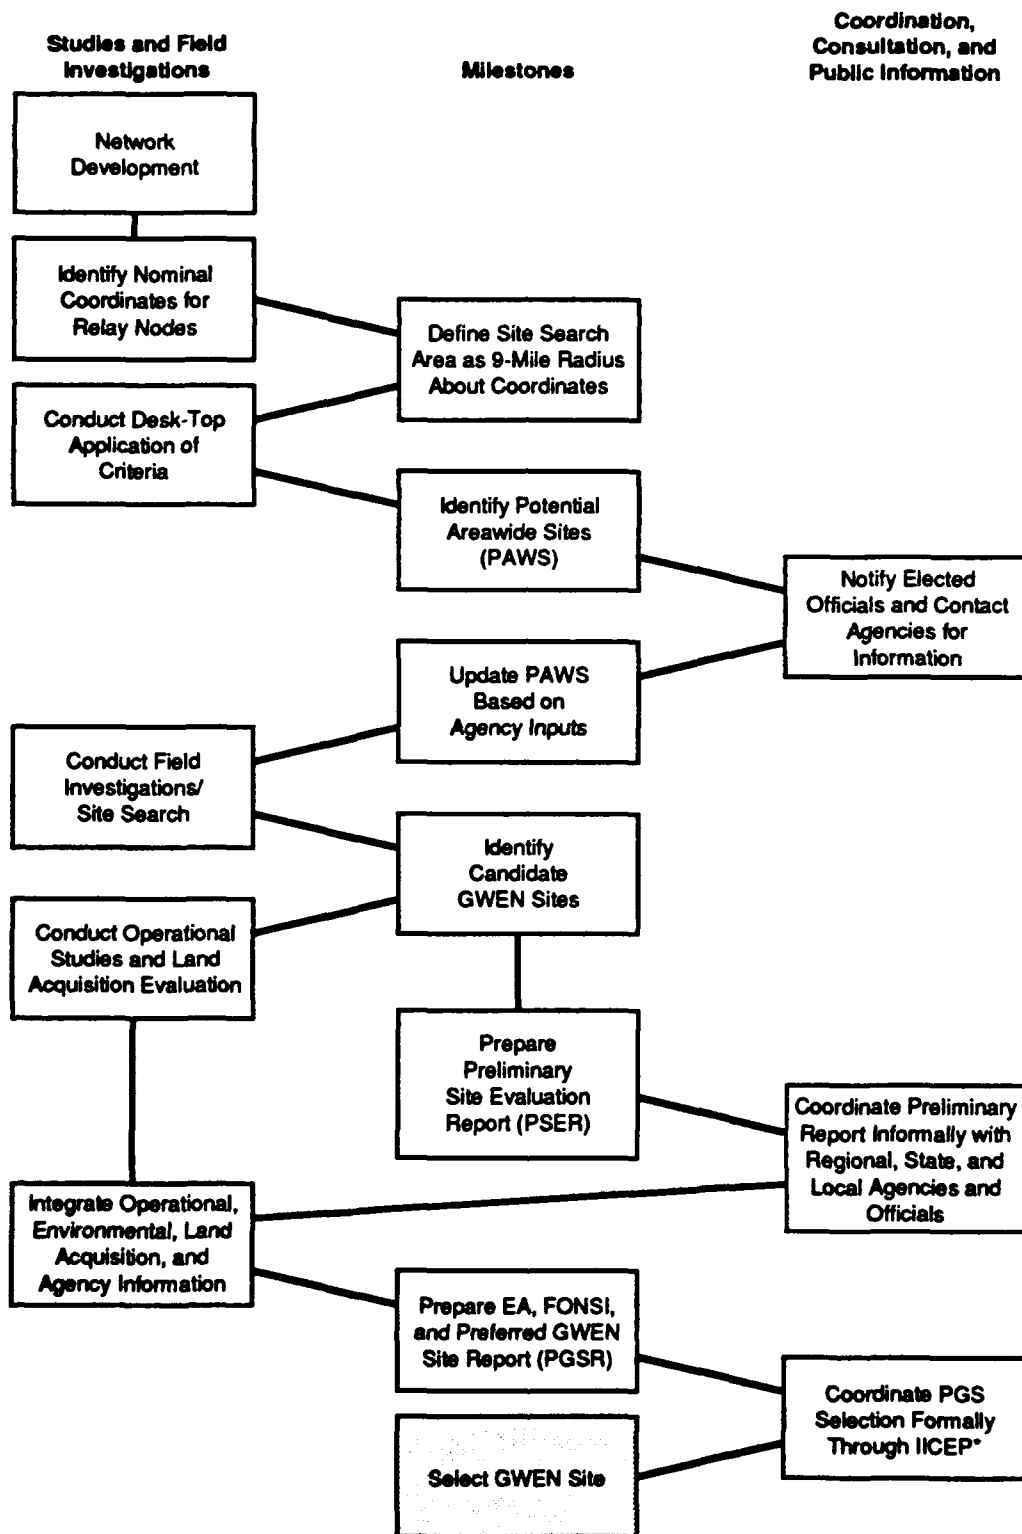 Studies and Field
Investigations
Milestones
Coordination,
Consultation, and
Public Information
Network
Development
Identify Nominal
Coordinates for
Relay Nodes
Define Site Search
Area as 9-Mile Radius
About Coordinates
Conduct Desk-Top
Application of
Criteria
Identify Potential
Areawide Sites
(PAWS)
Notify Elected
Officials and Contact
Agencies for
Information
Update PAWS
Based on
Agency Inputs
Conduct Field
Investigations/
Site Search
Identify
Candidate
GWEN Sites
Conduct Operational
Studies and Land
Acquisition Evaluation
Prepare
Preliminary
Site Evaluation
Report (PSER)
Coordinate Preliminary
Report Informally with
Regional, State, and
Local Agencies and
Officials
Integrate Operational,
Environmental, Land
Acquisition, and
Agency Information
Prepare EA, FONSI,
and Preferred GWEN
Site Report (PGSR)
Coordinate PGS
Selection Formally
Through IICEP*
Select GWEN Site